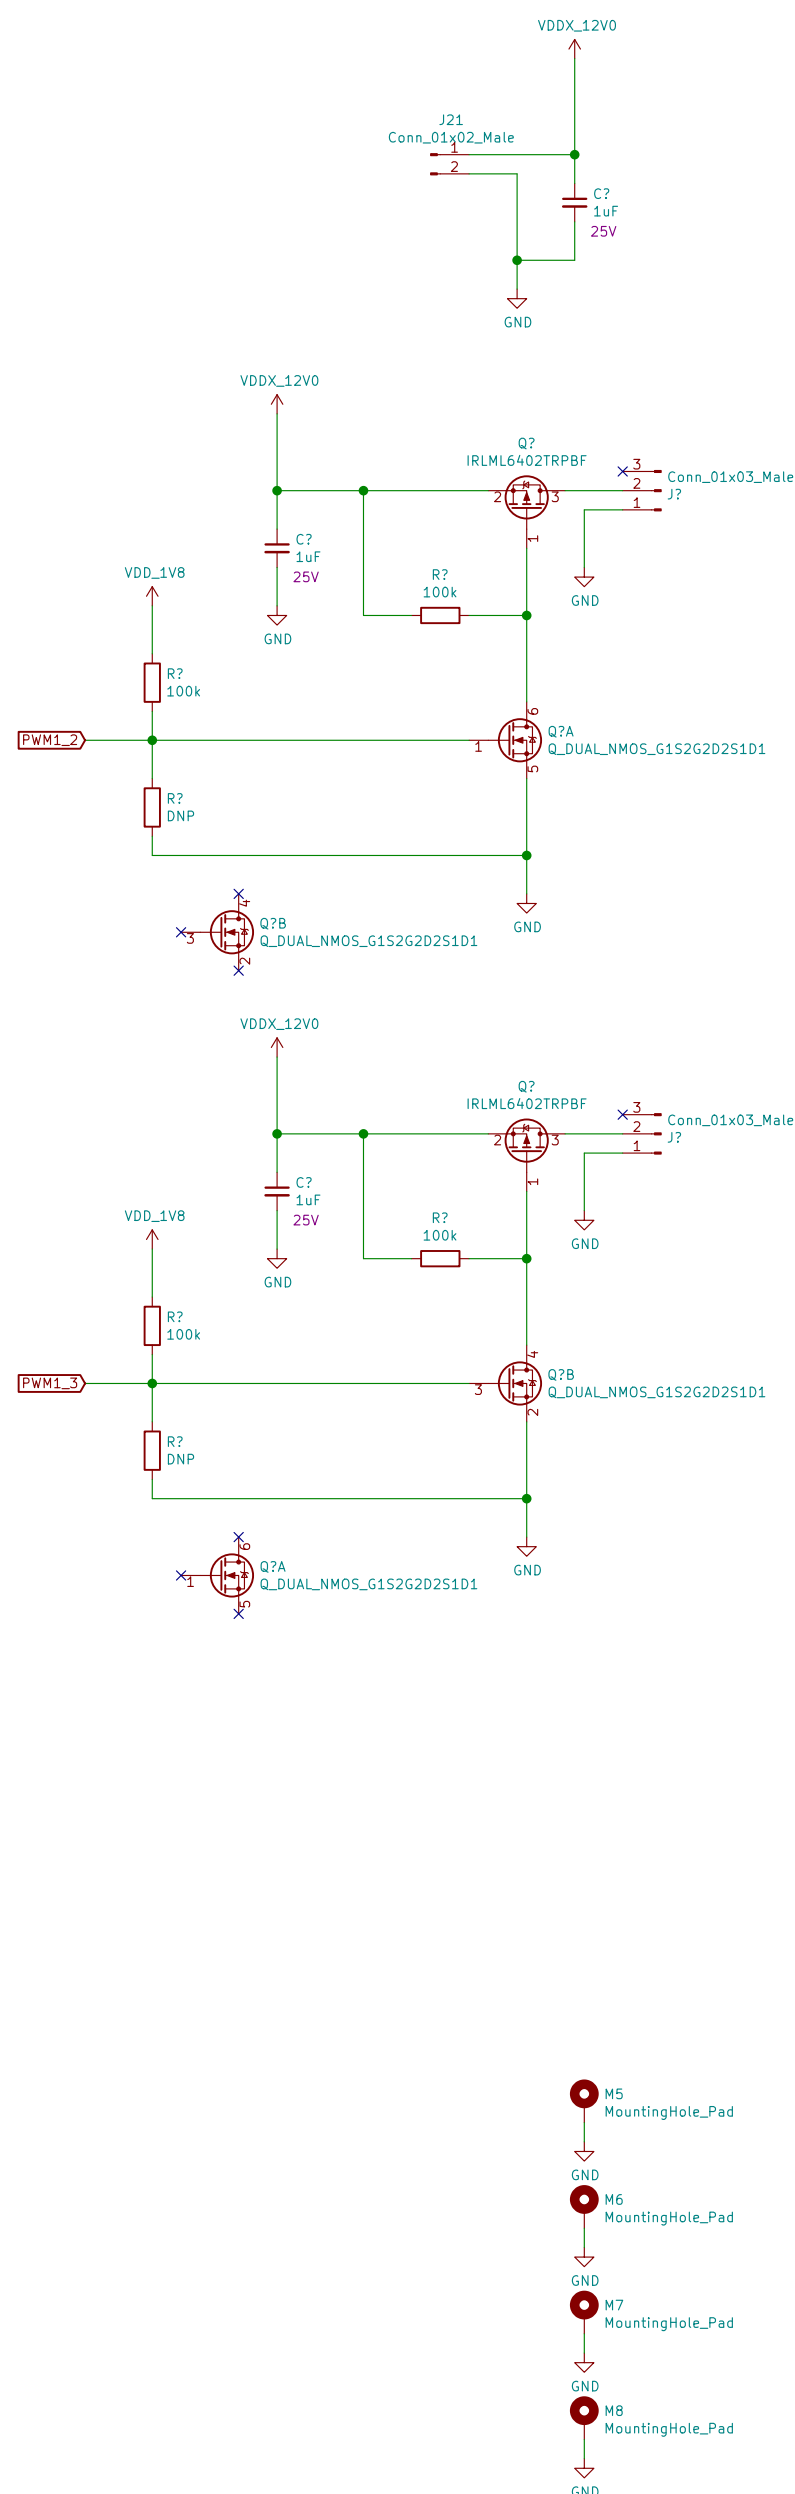 VDDX_12V0
J21
Conn_01x02_Male
1
2
C?
1uF
25V
GND
VDDX_12V0
Q?
IRLML6402TRPBF
2
3
1
3
2
1
Conn_01x03_Male
J?
C?
1uF
25V
GND
GND
VDD_1V8
R?
100k
R?
100k
PWM1_2
1
6
5
Q?A
Q_DUAL_NMOS_G1S2G2D2S1D1
R?
DNP
GND
3
4
2
Q?B
Q_DUAL_NMOS_G1S2G2D2S1D1
VDDX_12V0
Q?
IRLML6402TRPBF
2
3
1
3
2
1
Conn_01x03_Male
J?
C?
1uF
25V
GND
GND
VDD_1V8
R?
100k
R?
100k
PWM1_3
3
4
2
Q?B
Q_DUAL_NMOS_G1S2G2D2S1D1
R?
DNP
GND
1
6
5
Q?A
Q_DUAL_NMOS_G1S2G2D2S1D1
M5
MountingHole_Pad
GND
M6
MountingHole_Pad
GND
M7
MountingHole_Pad
GND
M8
MountingHole_Pad
GND